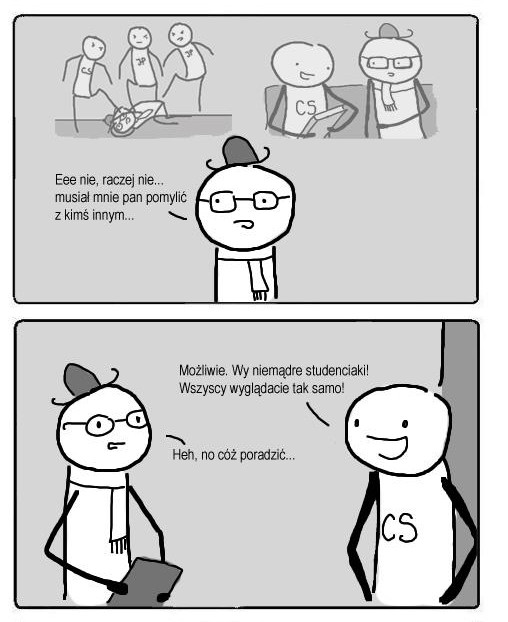 CS
JP
JP
CS
Eee nie, raczej nie...
musiał mnie pan pomylić
z kimś innym...
Możliwie. Wy niemądre studenciaki!
Wszyscy wyglądacie tak samo!
Heh, no cóż poradzić...
CS